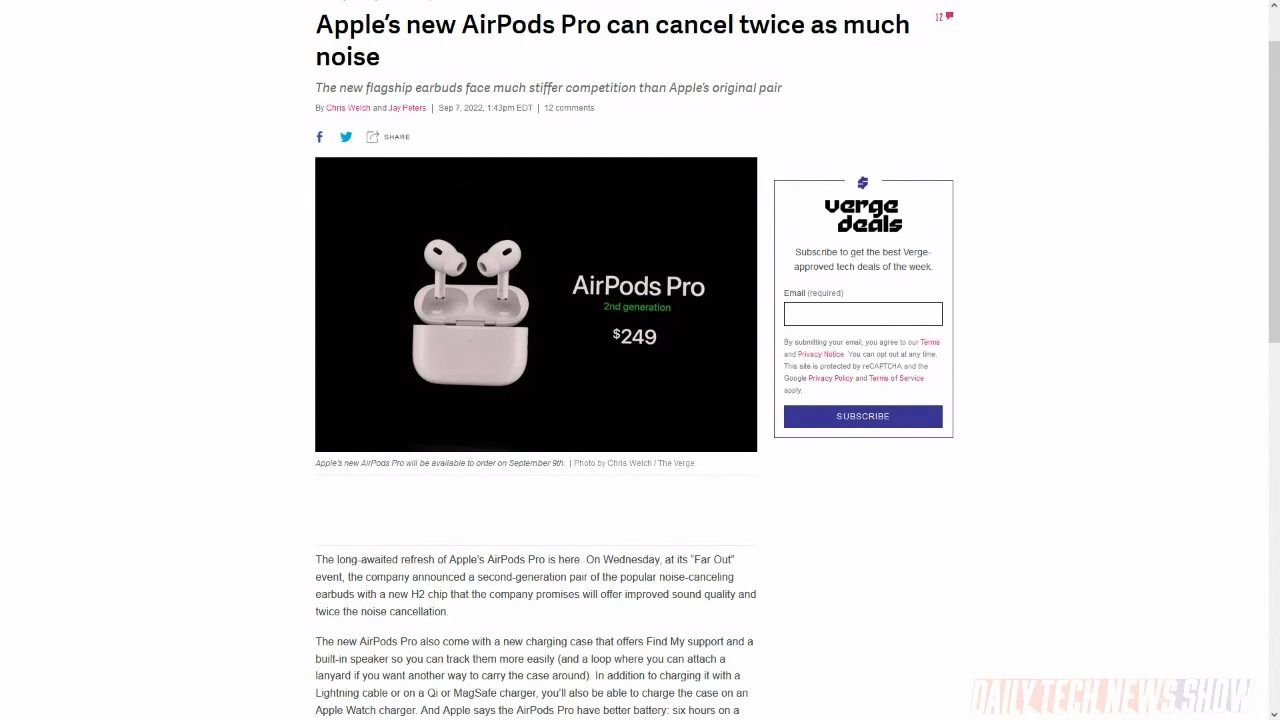 Apple's new AirPods Pro can cancel twice as much
noise
12
The new flagship earbuds face much stiffer competition than Apple's original pair
By Chris Welch and Jay Peters | Sep 7, 2022, 1:43pm EDT | 12 comments
SHARE
AirPods Pro
2nd generation
$249
Apple's new AirPods Pro will be available to order on September 9th. | Photo by Chris Welch / The Verge
verge
deals
Subscribe to get the best Verge-
approved tech deals of the week.
Email (required)
By submitting your email, you agree to our Terms
and Privacy Notice You can opt out at any time.
This site is protected by reCAPTCHA and the
Google Privacy Policy and Terms of Service
apply.
SUBSCRIBE
The long-awaited refresh of Apple's AirPods Pro is here. On Wednesday, at its "Far Out"
event, the company announced a second-generation pair of the popular noise-canceling
earbuds with a new H2 chip that the company promises will offer improved sound quality and
twice the noise cancellation.
The new AirPods Pro also come with a new charging case that offers Find My support and a
built-in speaker so you can track them more easily (and a loop where you can attach a
lanyard if you want another way to carry the case around). In addition to charging it with a
Lightning cable or on a Qi or MagSafe charger, you'll also be able to charge the case on an
Apple Watch charger. And Apple says the AirPods Pro have better battery: six hours on a
DAILY TECH NEWS SHOW